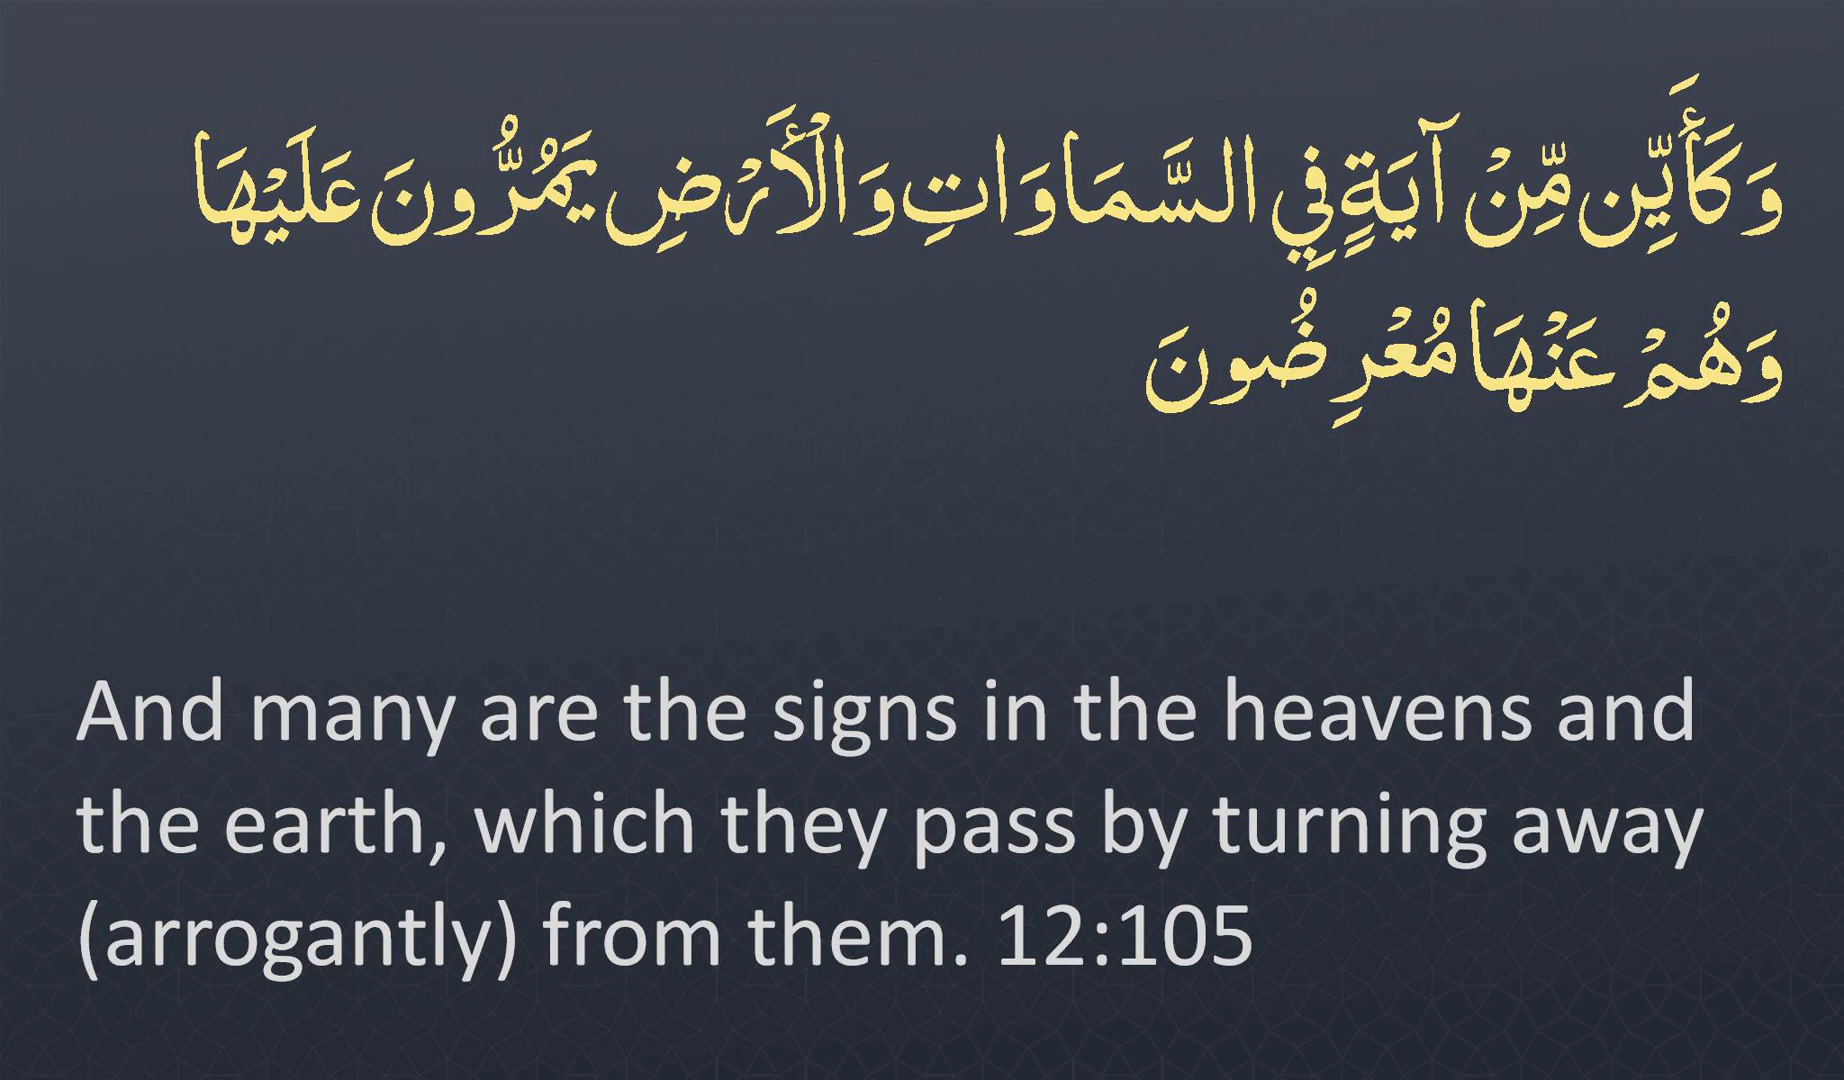 وَكَأَيِّن مِّنْ آيَةٍ فِي السَّمَاوَاتِ وَالْأَرْضِ يَمُرُّونَ عَلَيْهَا
وَهُمْ عَنْهَا مُعْرِضُونَ
And many are the signs in the heavens and
the earth, which they pass by turning away
(arrogantly) from them. 12:105